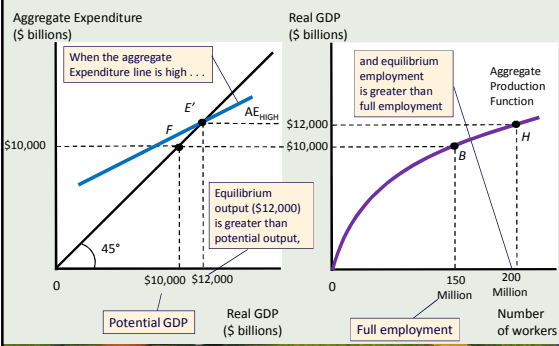 Aggregate Expenditure
($ billions)
When the aggregate
Expenditure line is high . . .
E'
F
AE HIGH
$10,000
Equilibrium
output ($12,000)
is greater than
potential output,
45°
0
$10,000
$12,000
Potential GDP
Real GDP
($ billions)
Real GDP
($ billions)
and equilibrium
employment
is greater than
full employment
Aggregate
Production
Function
$12,000
$10,000
H
B
0
150
Million
200
Million
Full employment
Number
of workers